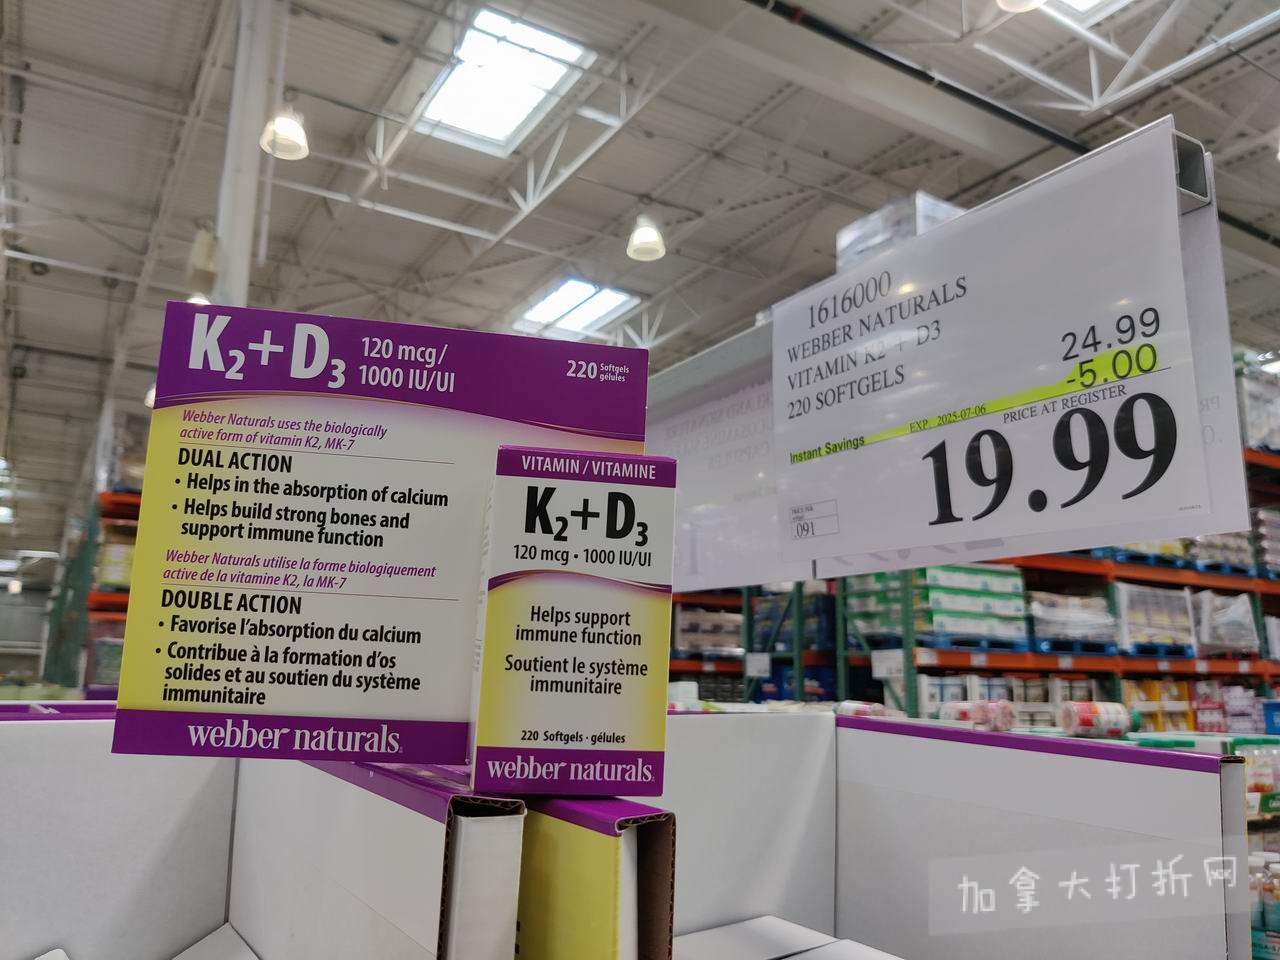 K2+D3 120 mcg/
1000 IU/UI
220 Softgels
gélules
Webber Naturals uses the biologically
active form of vitamin K2, MK-7
DUAL ACTION
• Helps in the absorption of calcium
• Helps build strong bones and
support immune function
Webber Naturals utilise la forme biologiquement
active de la vitamine K2, la MK-7
DOUBLE ACTION
• Favorise l'absorption du calcium
• Contribue à la formation d'os
solides et au soutien du système
immunitaire
webber naturals
VITAMIN / VITAMINE
K2+D3
120 mcg • 1000 IU/UI
Helps support
immune function
Soutient le système
immunitaire
220 Softgels · gélules
webber naturals
1616000
WEBBER NATURALS
VITAMIN K2 + D3
220 SOFTGELS
24.99
-5.00
Instant Savings EXP. 2025-07-06
PRICE AT REGISTER
19.99
.091
加拿大打折网